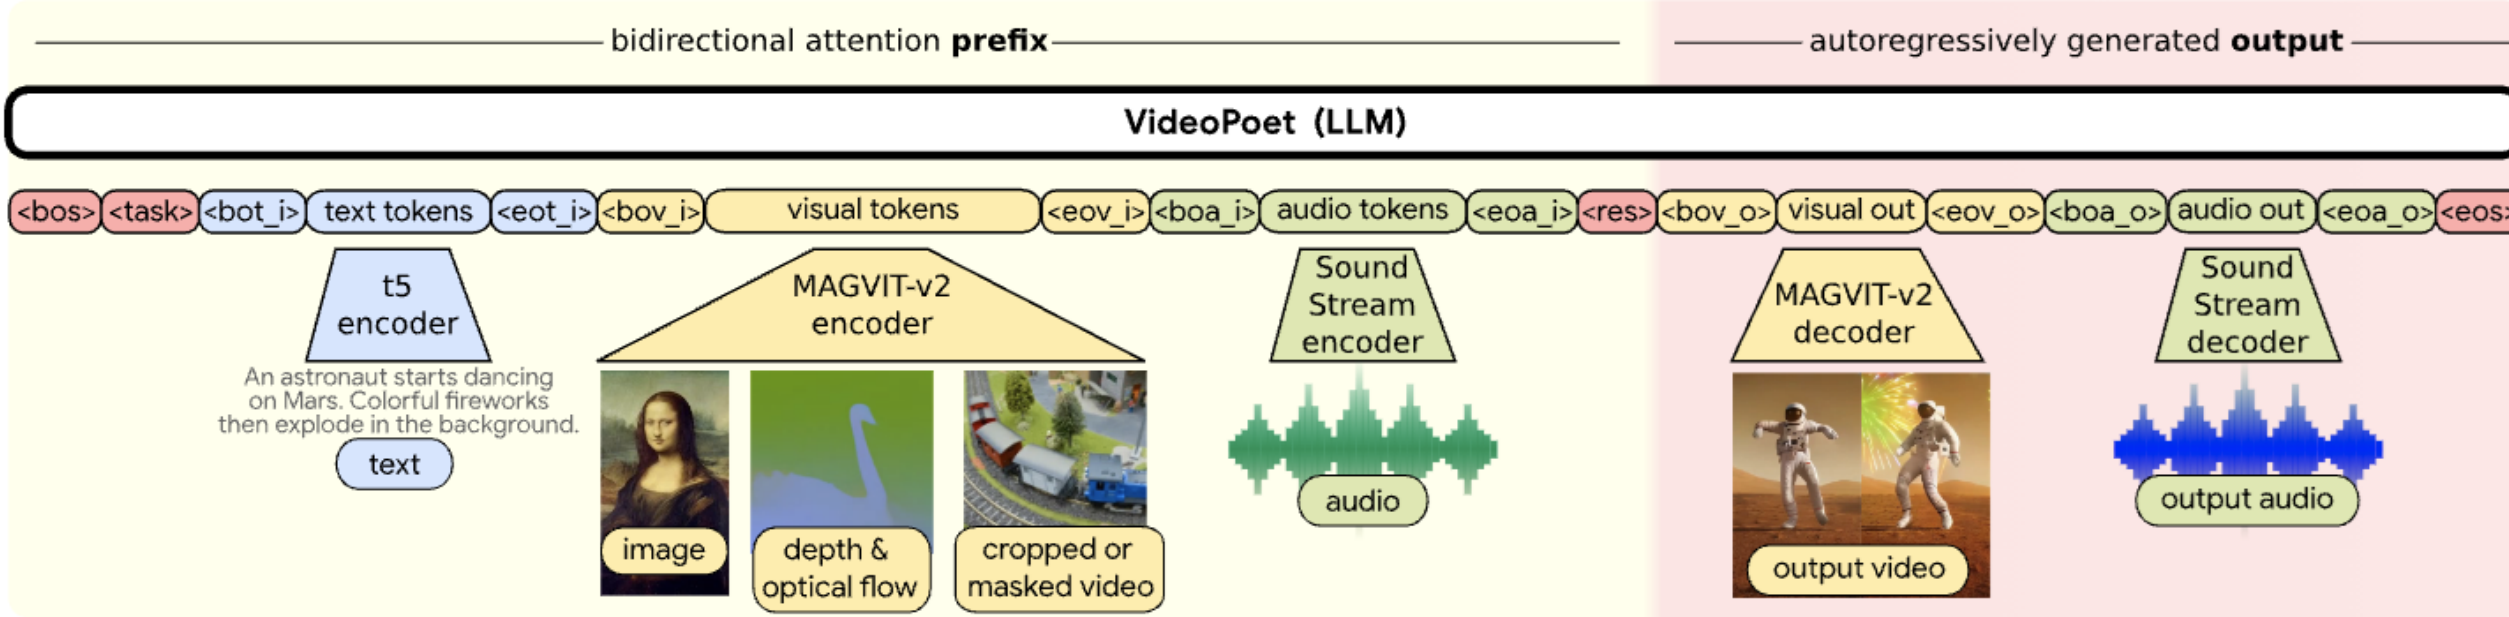 bidirectional attention prefix
autoregressively generated output
VideoPoet (LLM)
<bos> <task> <bot_i> text tokens <eot_i> <bov_i> visual tokens <eov_i> <boa_i> audio tokens <eoa_i> <res> <bov_o> visual out <eov_o> <boa_o> audio out <eoa_o> <eos>
t5
encoder
An astronaut starts dancing
on Mars. Colorful fireworks
then explode in the background.
text
MAGVIT-v2
encoder
image
depth &
optical flow
cropped or
masked video
Sound
Stream
encoder
audio
MAGVIT-v2
decoder
output video
Sound
Stream
decoder
output audio